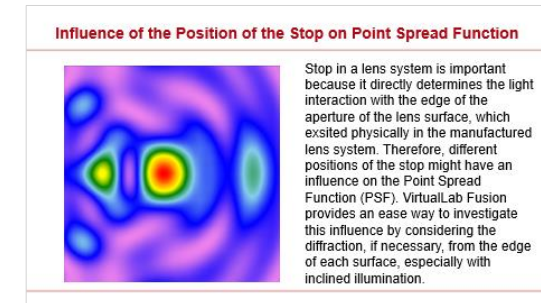 Influence of the Position of the Stop on Point Spread Function
Stop in a lens system is important
because it directly determines the light
interaction with the edge of the
aperture of the lens surface, which
exsited physically in the manufactured
lens system. Therefore, different
positions of the stop might have an
influence on the Point Spread
Function (PSF). VirtualLab Fusion
provides an ease way to investigate
this influence by considering the
diffraction, if necessary, from the edge
of each surface, especially with
inclined illumination.